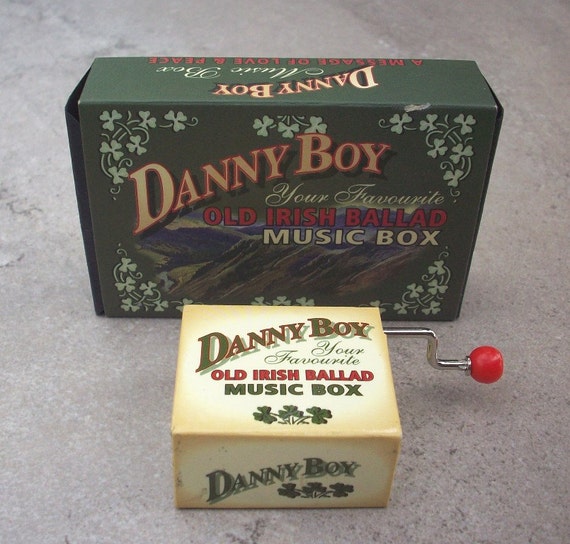 A MESSAGE OF LOVE & PEACE
Music Box
DANNY BOY
DANNY BOY
Your Favourite
OLD IRISH BALLAD
MUSIC BOX
DANNY BOY
Your
Favourite
OLD IRISH BALLAD
MUSIC BOX
DANNY BOY